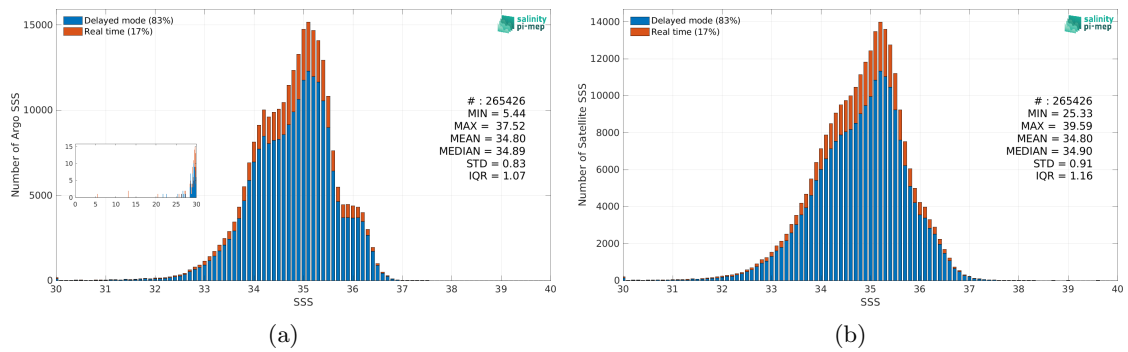 Delayed mode (83%)
Real time (17%)
salinity
pi-mep
Number of Argo SSS
15000
10000
5000
0
# : 265426
MIN = 5.44
MAX = 37.52
MEAN = 34.80
MEDIAN = 34.89
STD = 0.83
IQR = 1.07
15
10
5
0
0 5 10 15 20 25 30
30 31 32 33 34 35 36 37 38 39 40
SSS
(a)
Delayed mode (83%)
Real time (17%)
salinity
pi-mep
Number of Satellite SSS
14000
12000
10000
8000
6000
4000
2000
0
# : 265426
MIN = 25.33
MAX = 39.59
MEAN = 34.80
MEDIAN = 34.90
STD = 0.91
IQR = 1.16
30 31 32 33 34 35 36 37 38 39 40
SSS
(b)